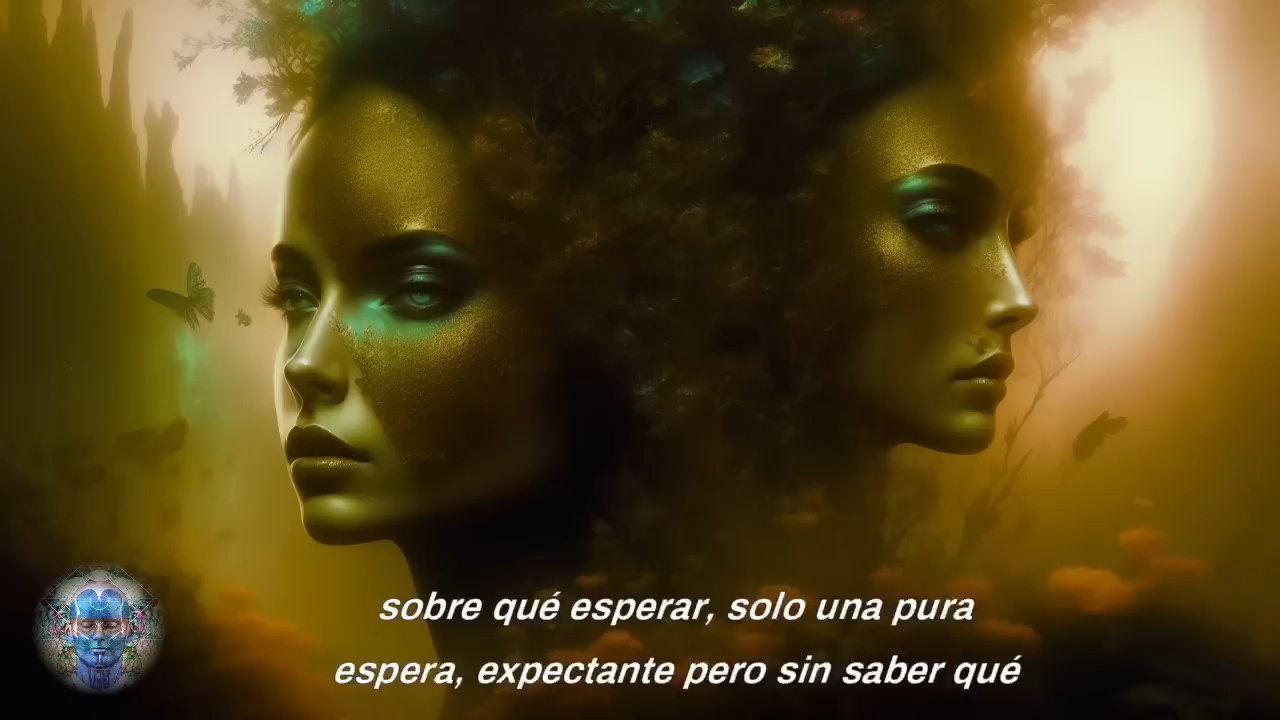 sobre qué esperar, solo una pura
espera, expectante pero sin saber qué